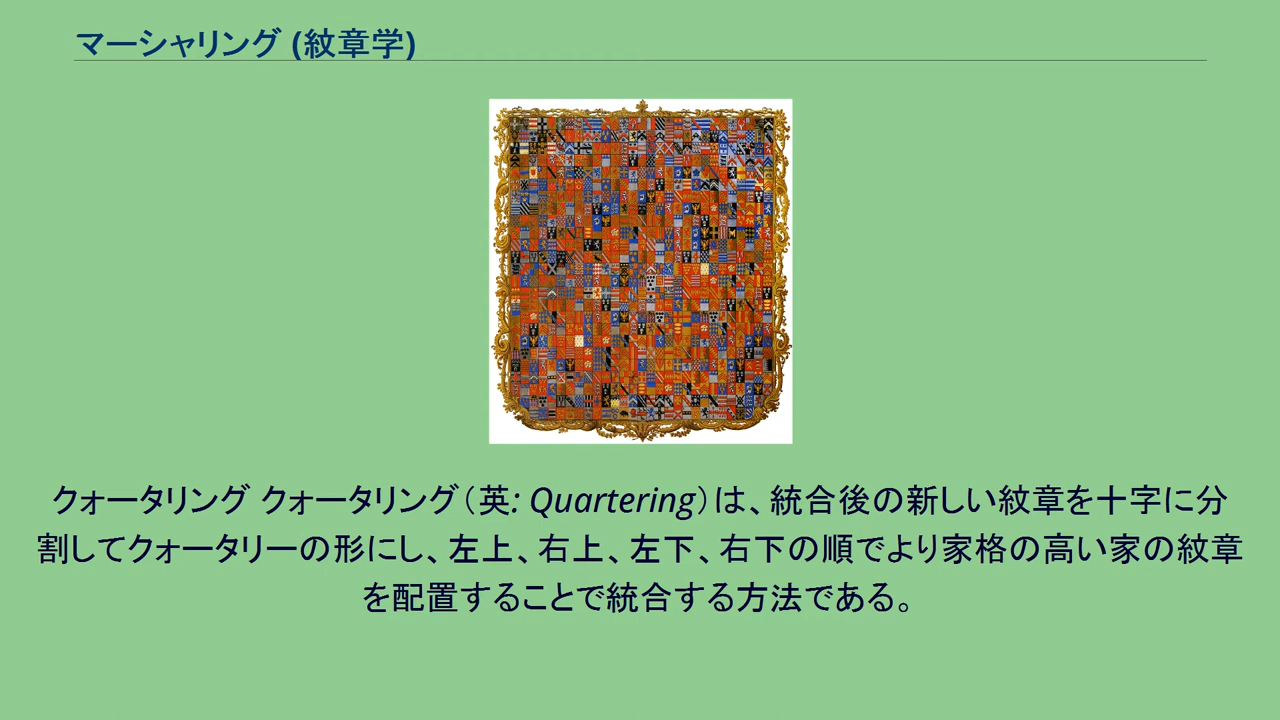 マーシャリング (紋章学)
クォータリング クォータリング（英: Quartering）は、統合後の新しい紋章を十字に分
割してクォータリーの形にし、左上、右上、左下、右下の順でより家格の高い家の紋章
を配置することで統合する方法である。